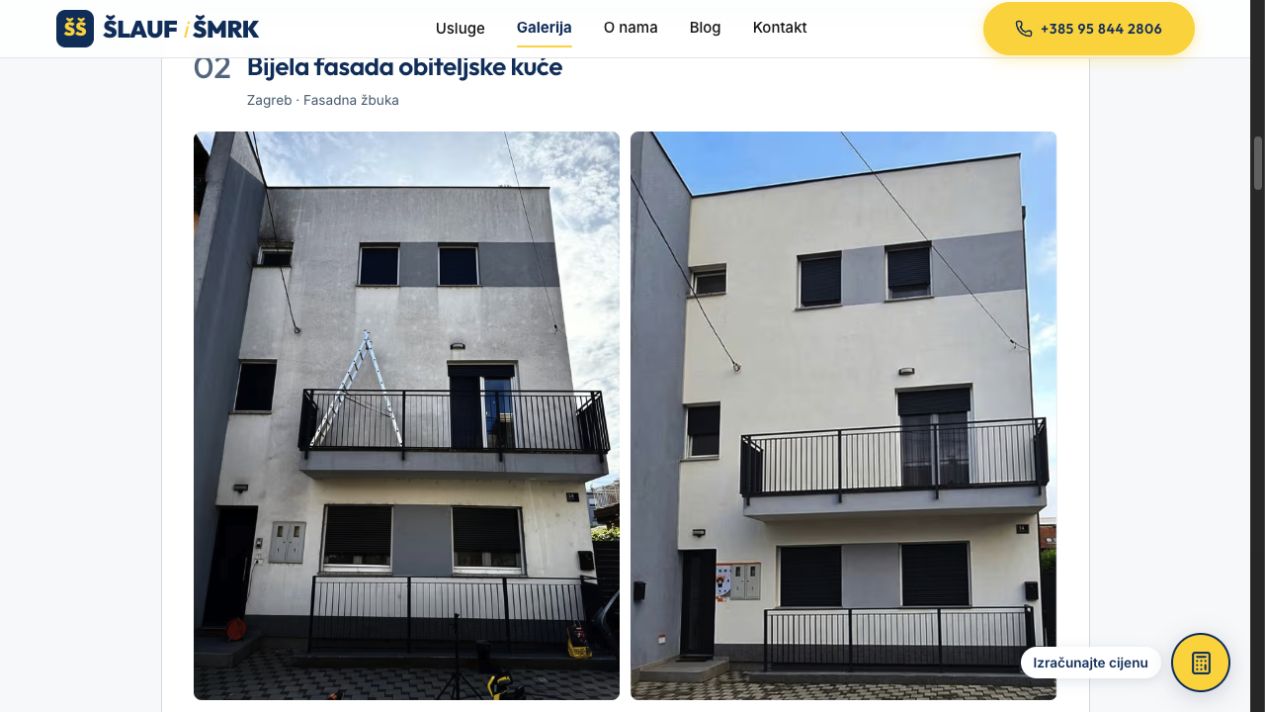 ŠŠ ŠLAUF i ŠMRK
Usluge
Galerija
O nama
Blog
Kontakt
+385 95 844 2802
02 Bijela fasada obiteljske kuće
Zagreb · Fasadna žbuka
Izračunajte cijenu